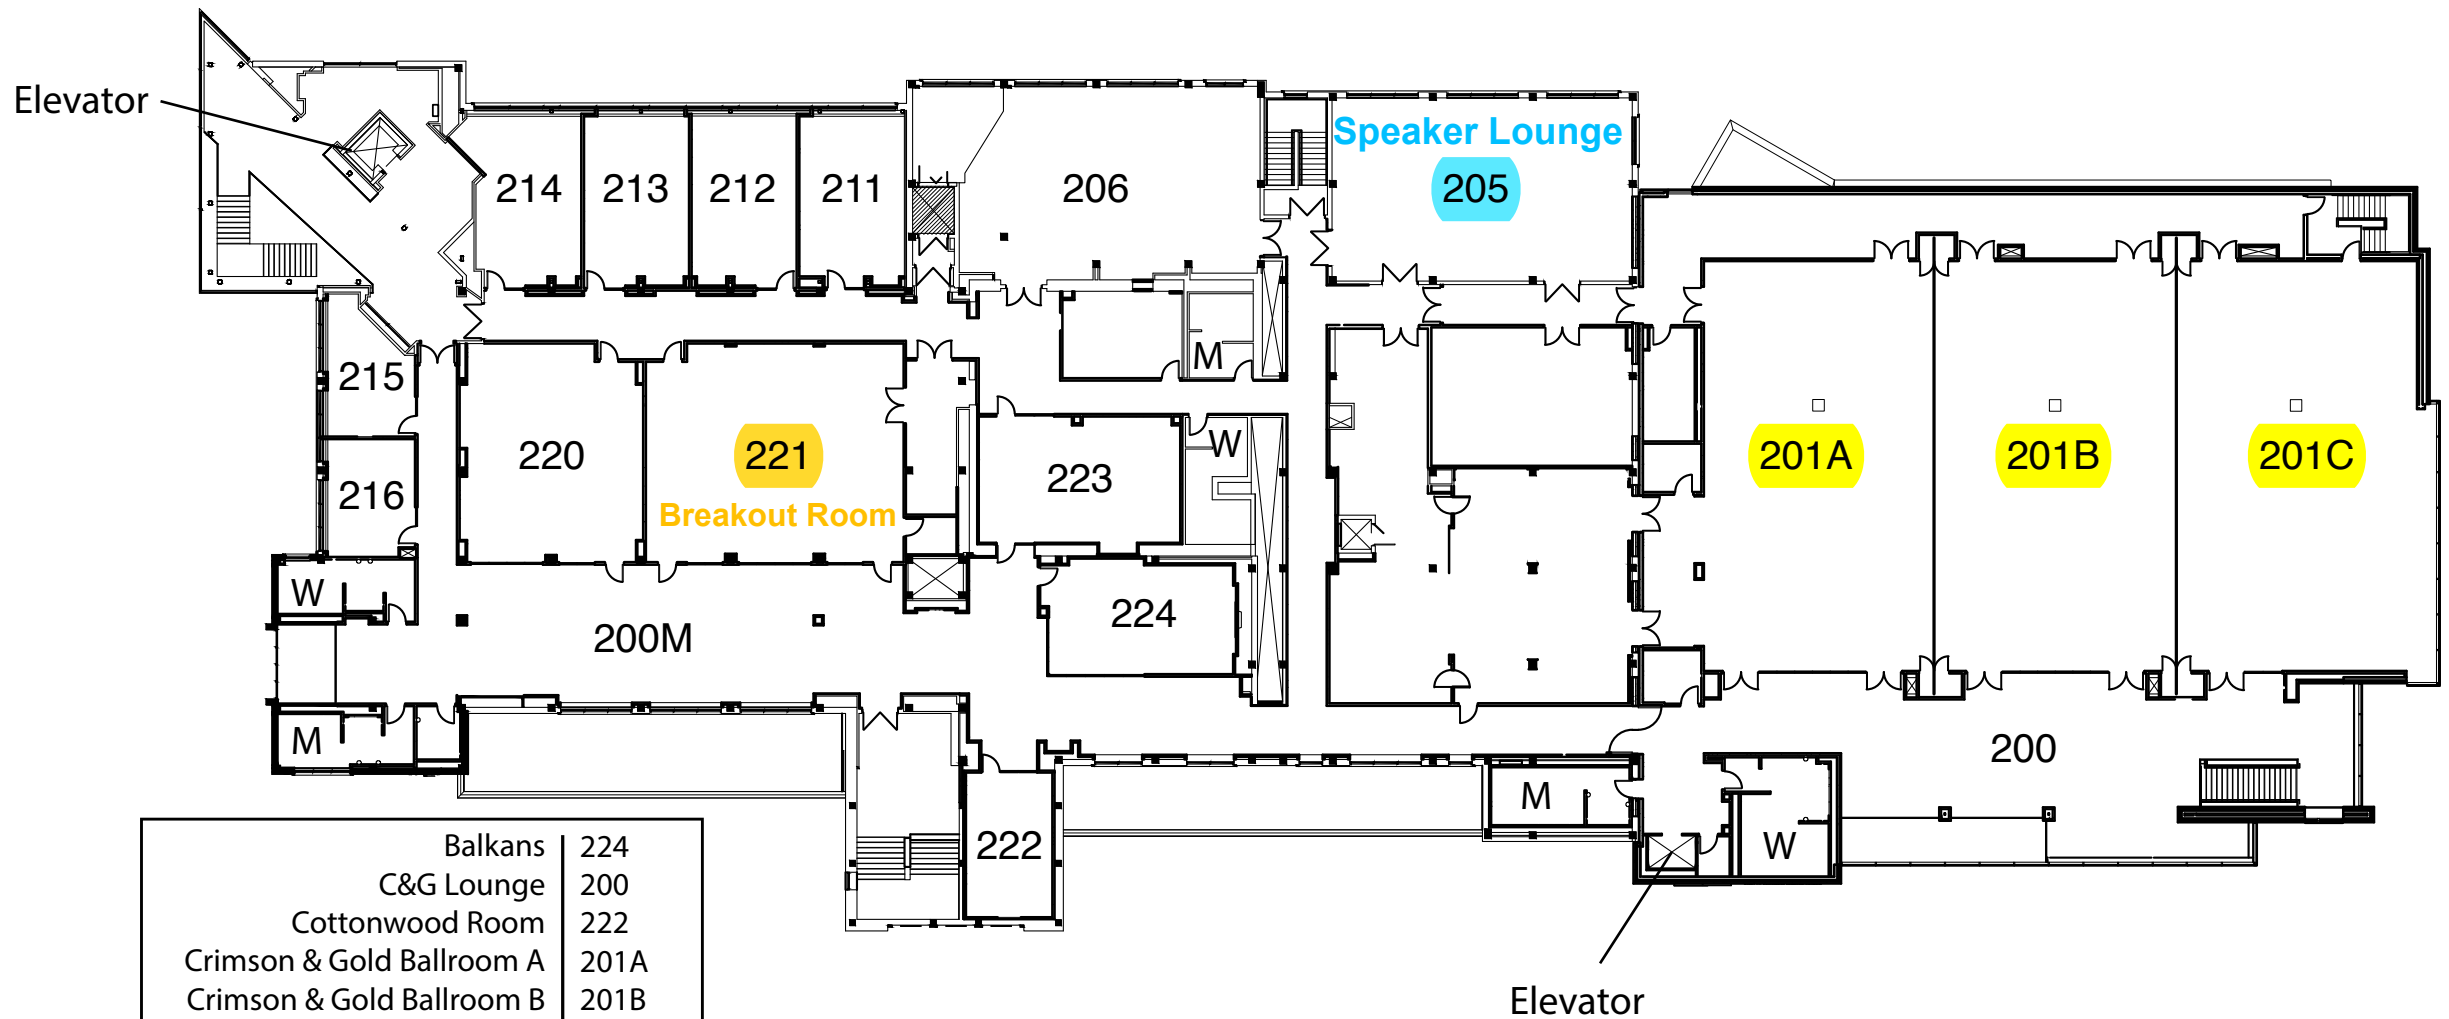 Elevator
Speaker Lounge
214
213
212
211
206
205
M
215
W
220
221
223
201A
201B
201C
216
Breakout Room
W
224
200M
M
200
M
222
W
Balkans 224
C&G Lounge 200
Cottonwood Room 222
Crimson & Gold Ballroom A 201A
Crimson & Gold Ballroom B 201B
Elevator